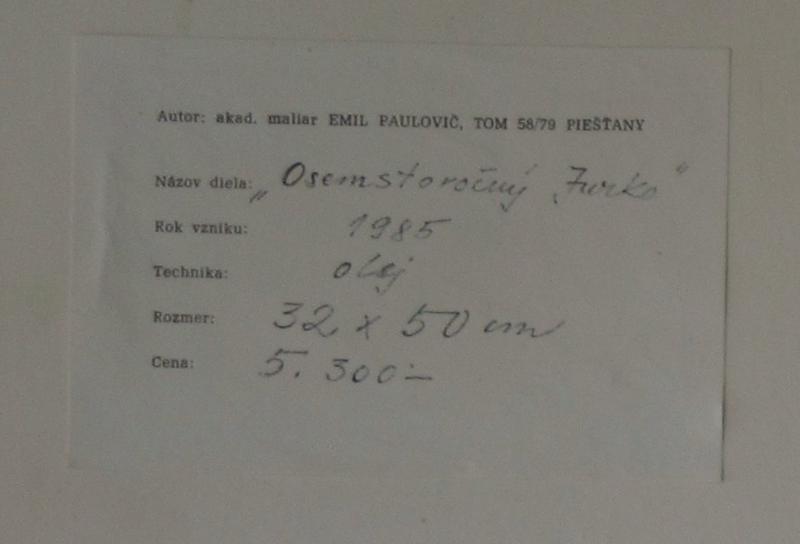 Autor: akad. maliar EMIL PAULOVIČ, TOM 58/79 PIEŠŤANY
Názov diela: „Osemstoročný
Rok vzniku: 1985
Technika: olej
Rozmer: 32 x 50 cm
Cena: 5.300.–